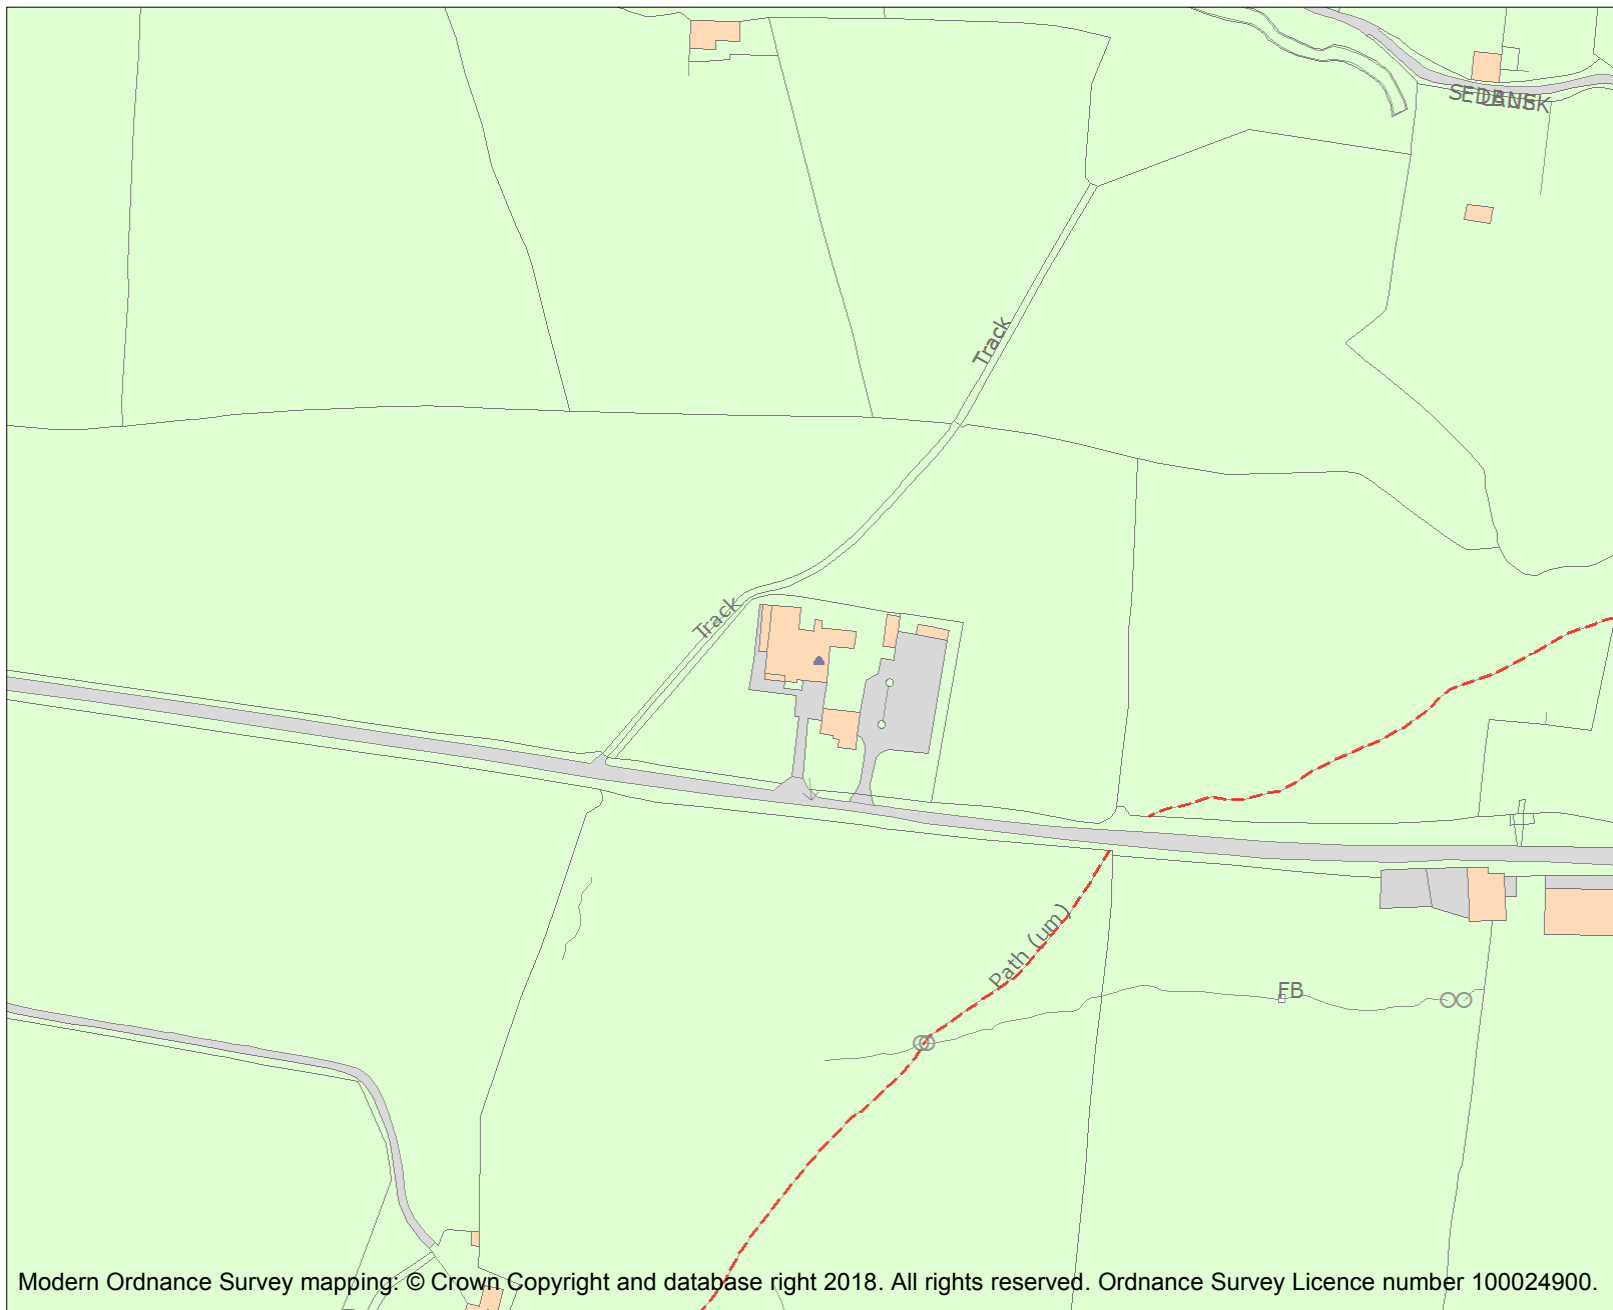 Track
Track
Path (um)
FB
Modern Ordnance Survey mapping: © Crown Copyright and database right 2018. All rights reserved. Ordnance Survey Licence number 100024900.